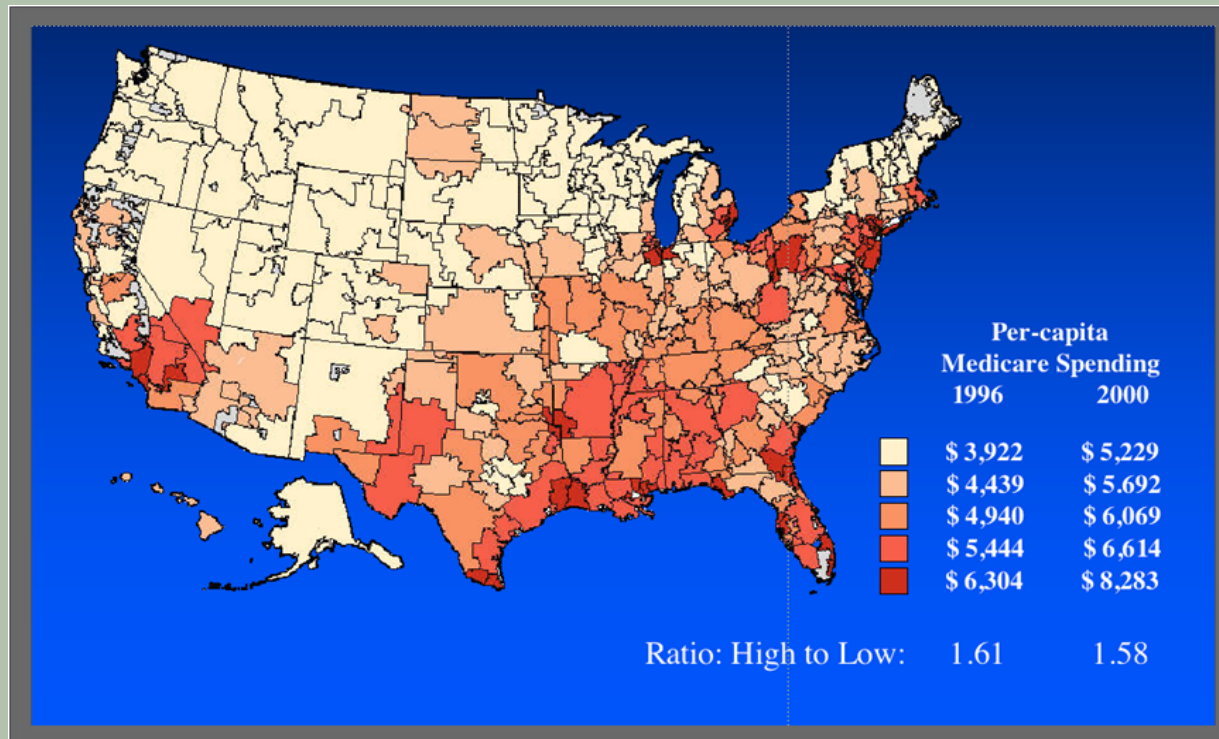 Per-capita
Medicare Spending
1996 2000
$ 3,922 $ 5,229
$ 4,439 $ 5.692
$ 4,940 $ 6,069
$ 5,444 $ 6,614
$ 6,304 $ 8,283
Ratio: High to Low: 1.61 1.58